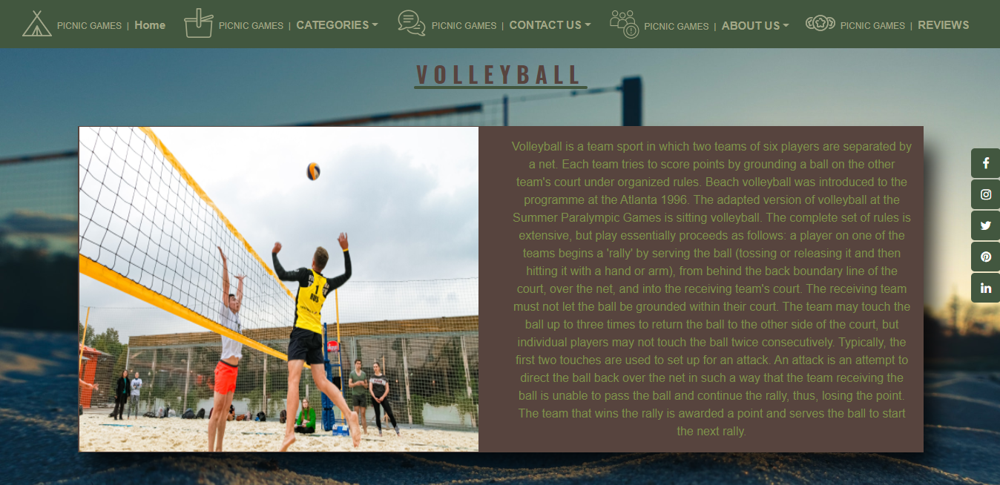 PICNIC GAMES | Home PICNIC GAMES | CATEGORIES PICNIC GAMES | CONTACT US PICNIC GAMES | ABOUT US PICNIC GAMES | REVIEWS
VOLLEYBALL
Volleyball is a team sport in which two teams of six players are separated by
a net. Each team tries to score points by grounding a ball on the other
team's court under organized rules. Beach volleyball was introduced to the
programme at the Atlanta 1996. The adapted version of volleyball at the
Summer Paralympic Games is sitting volleyball. The complete set of rules is
extensive, but play essentially proceeds as follows: a player on one of the
teams begins a 'rally' by serving the ball (tossing or releasing it and then
hitting it with a hand or arm), from behind the back boundary line of the
court, over the net, and into the receiving team's court. The receiving team
must not let the ball be grounded within their court. The team may touch the
ball up to three times to return the ball to the other side of the court, but
individual players may not touch the ball twice consecutively. Typically, the
first two touches are used to set up for an attack. An attack is an attempt to
direct the ball back over the net in such a way that the team receiving the
ball is unable to pass the ball and continue the rally, thus, losing the point.
The team that wins the rally is awarded a point and serves the ball to start
the next rally.
1
RUS
LOVE